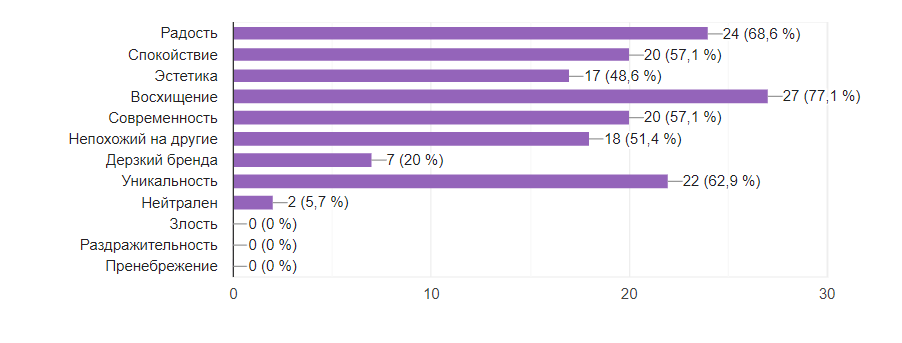 Радость 24 (68,6 %)
Спокойствие 20 (57,1 %)
Эстетика 17 (48,6 %)
Восхищение 27 (77,1 %)
Современность 20 (57,1 %)
Непохожий на другие 18 (51,4 %)
Дерзкий бренда 7 (20 %)
Уникальность 22 (62,9 %)
Нейтрален 2 (5,7 %)
Злость 0 (0 %)
Раздражительность 0 (0 %)
Пренебрежение 0 (0 %)
0 10 20 30